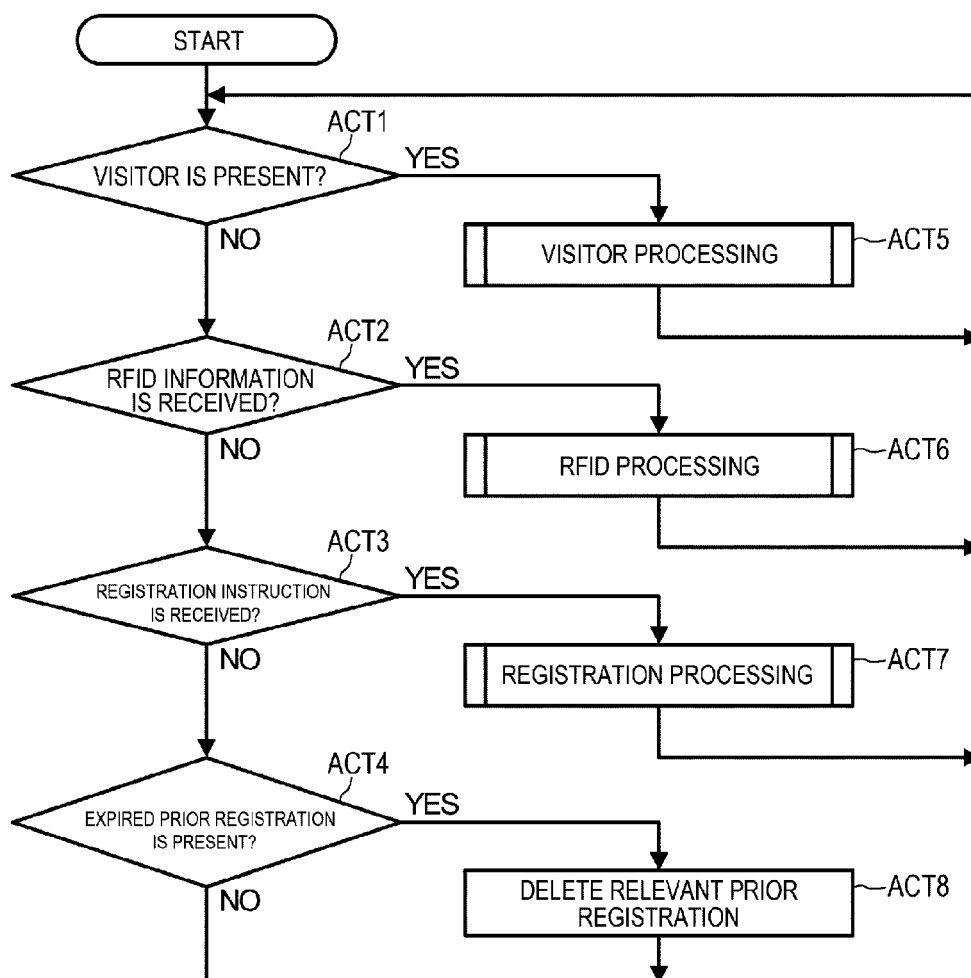 START
ACT1
VISITOR IS PRESENT?
YES
NO
VISITOR PROCESSING
ACT5
ACT2
RFID INFORMATION
IS RECEIVED?
YES
NO
RFID PROCESSING
ACT6
ACT3
REGISTRATION INSTRUCTION
IS RECEIVED?
YES
NO
REGISTRATION PROCESSING
ACT7
ACT4
EXPIRED PRIOR REGISTRATION
IS PRESENT?
YES
NO
DELETE RELEVANT PRIOR
REGISTRATION
ACT8